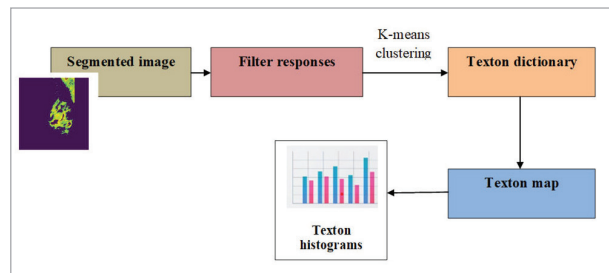 Segmented image
Filter responses
K-means
clustering
Texton dictionary
Texton map
Texton
histograms